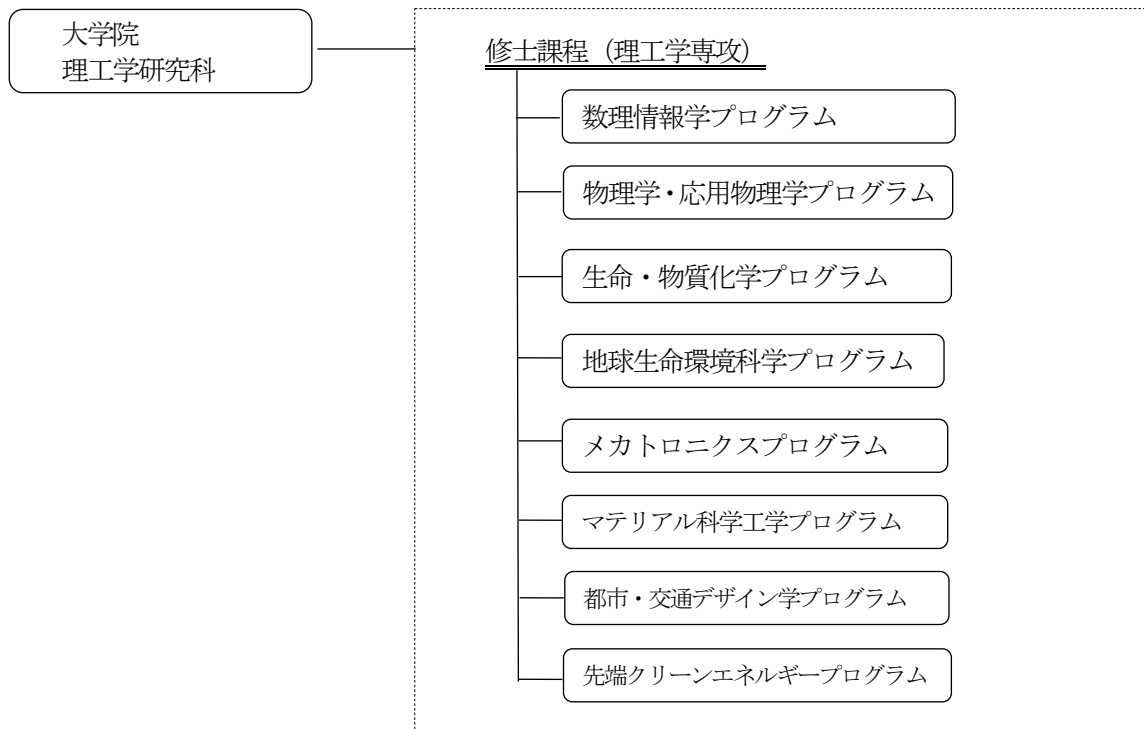 大学院
理工学研究科
修士課程（理工学専攻）
数理情報学プログラム
物理学・応用物理学プログラム
生命・物質化学プログラム
地球生命環境科学プログラム
メカトロニクスプログラム
マテリアル科学工学プログラム
都市・交通デザイン学プログラム
先端クリーンエネルギープログラム